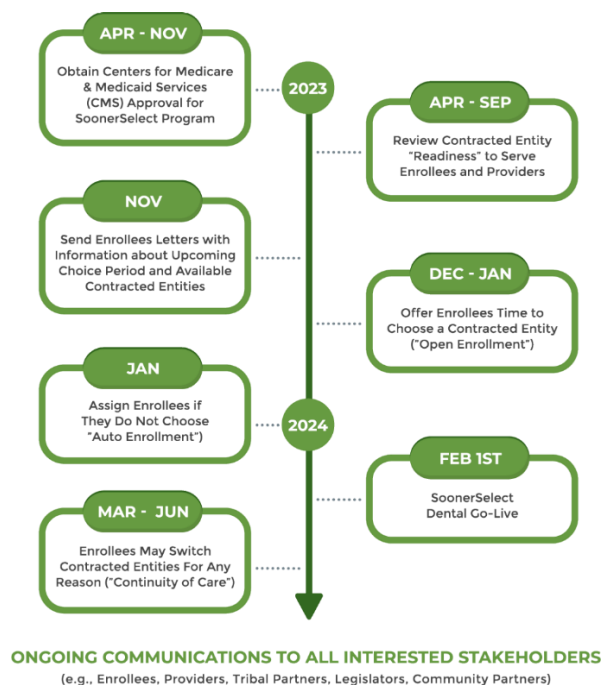 APR - NOV
Obtain Centers for Medicare
& Medicaid Services
(CMS) Approval for
SoonerSelect Program
2023
APR - SEP
Review Contracted Entity
"Readiness" to Serve
Enrollees and Providers
NOV
Send Enrollees Letters with
Information about Upcoming
Choice Period and Available
Contracted Entities
DEC - JAN
Offer Enrollees Time to
Choose a Contracted Entity
("Open Enrollment")
JAN
Assign Enrollees if
They Do Not Choose
"Auto Enrollment")
2024
FEB 1ST
SoonerSelect
Dental Go-Live
MAR - JUN
Enrollees May Switch
Contracted Entities For Any
Reason ("Continuity of Care")
ONGOING COMMUNICATIONS TO ALL INTERESTED STAKEHOLDERS
(e.g., Enrollees, Providers, Tribal Partners, Legislators, Community Partners)